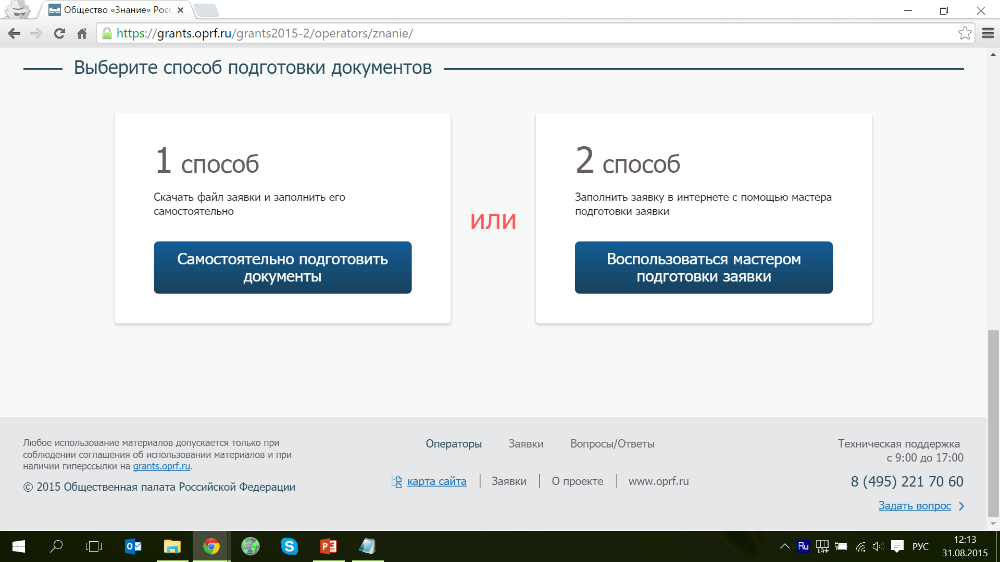 Общество «Знание» Росс
https://grants.oprf.ru/grants2015-2/operators/znanie/
Выберите способ подготовки документов
1 способ
Скачать файл заявки и заполнить его
самостоятельно
Самостоятельно подготовить
документы
или
2 способ
Заполнить заявку в интернете с помощью мастера
подготовки заявки
Воспользоваться мастером
подготовки заявки
Любое использование материалов допускается только при
соблюдении соглашения об использовании материалов и при
наличии гиперссылки на grants.oprf.ru.
© 2015 Общественная палата Российской Федерации
Операторы Заявки Вопросы/Ответы
карта сайта Заявки О проекте www.oprf.ru
Техническая поддержка
с 9:00 до 17:00
8 (495) 221 70 60
Задать вопрос
Ru
1A+
РУС
12:13
31.08.2015